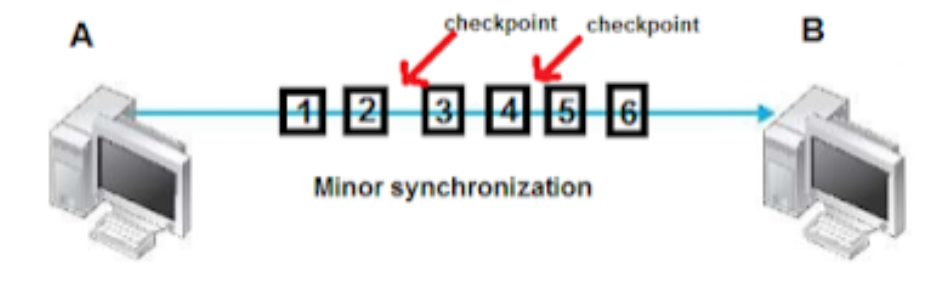 A
checkpoint
checkpoint
B
1 2 3 4 5 6
Minor synchronization